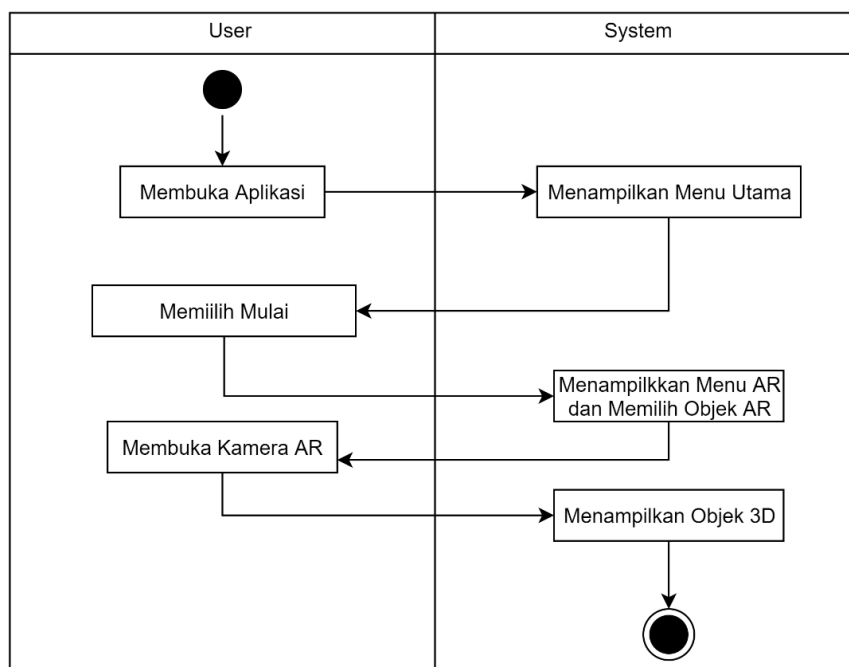 User
System
Membuka Aplikasi
Menampilkan Menu Utama
Memiilih Mulai
Menampilkkan Menu AR
dan Memilih Objek AR
Membuka Kamera AR
Menampilkan Objek 3D